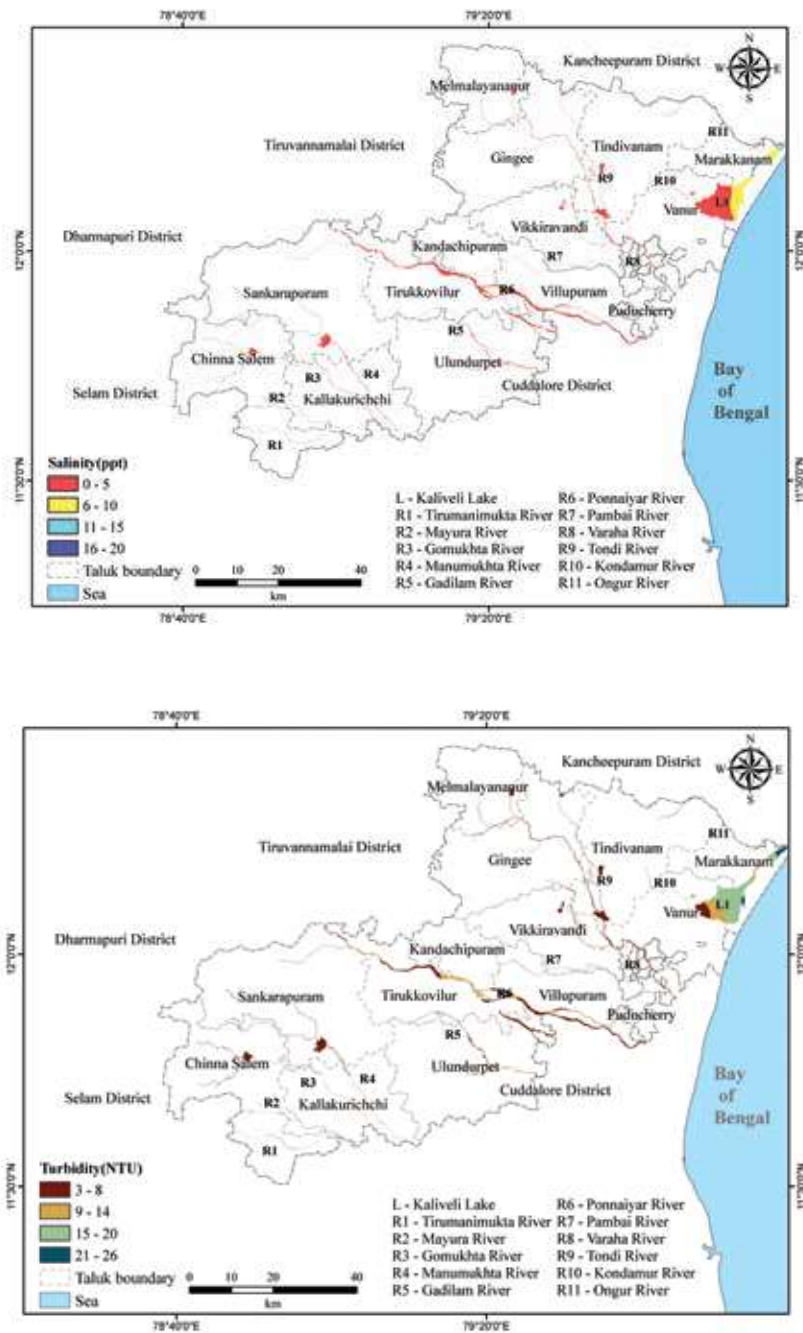 78°40'0"E 79°20'0"E
N
W E
S
Kancheepuram District
Melmalayanagur
Tiruvannamalai District
Tindivanam
R11
Marakkanam
Gingee
R9
R10
L1
Vanur
Dharmapuri District
Vikkiravandi
Kandachipuram
R7
R8
12°0'0"N 12°0'0"N
Sankarapuram
Tirukkovilur
R6
Villupuram
Puducherry
R5
Chinna Salem
Ulundurpet
R3
R4
Selam District
R2
Kallakurichchi
Cuddalore District
Bay
of
Bengal
R1
11°30'0"N 11°30'0"N
Salinity(ppt)
0 - 5
6 - 10
11 - 15
16 - 20
Taluk boundary
Sea
0 10 20 40
km
L - Kaliveli Lake
R1 - Tirumanimukta River
R2 - Mayura River
R3 - Gomukhta River
R4 - Manumukhta River
R5 - Gadilam River
R6 - Ponnaiyar River
R7 - Pambai River
R8 - Varaha River
R9 - Tondi River
R10 - Kondamur River
R11 - Ongur River
78°40'0"E 79°20'0"E
78°40'0"E 79°20'0"E
N
W E
S
Kancheepuram District
Melmalayanagur
Tiruvannamalai District
Tindivanam
R11
Marakkanam
Gingee
R9
R10
L1
Vanur
Dharmapuri District
Vikkiravandi
Kandachipuram
R7
R8
12°0'0"N 12°0'0"N
Sankarapuram
Tirukkovilur
R6
Villupuram
Puducherry
R5
Chinna Salem
Ulundurpet
R3
R4
Selam District
R2
Kallakurichchi
Cuddalore District
Bay
of
Bengal
R1
11°30'0"N 11°30'0"N
Turbidity(NTU)
3 - 8
9 - 14
15 - 20
21 - 26
Taluk boundary
Sea
0 10 20 40
km
L - Kaliveli Lake
R1 - Tirumanimukta River
R2 - Mayura River
R3 - Gomukhta River
R4 - Manumukhta River
R5 - Gadilam River
R6 - Ponnaiyar River
R7 - Pambai River
R8 - Varaha River
R9 - Tondi River
R10 - Kondamur River
R11 - Ongur River
78°40'0"E 79°20'0"E